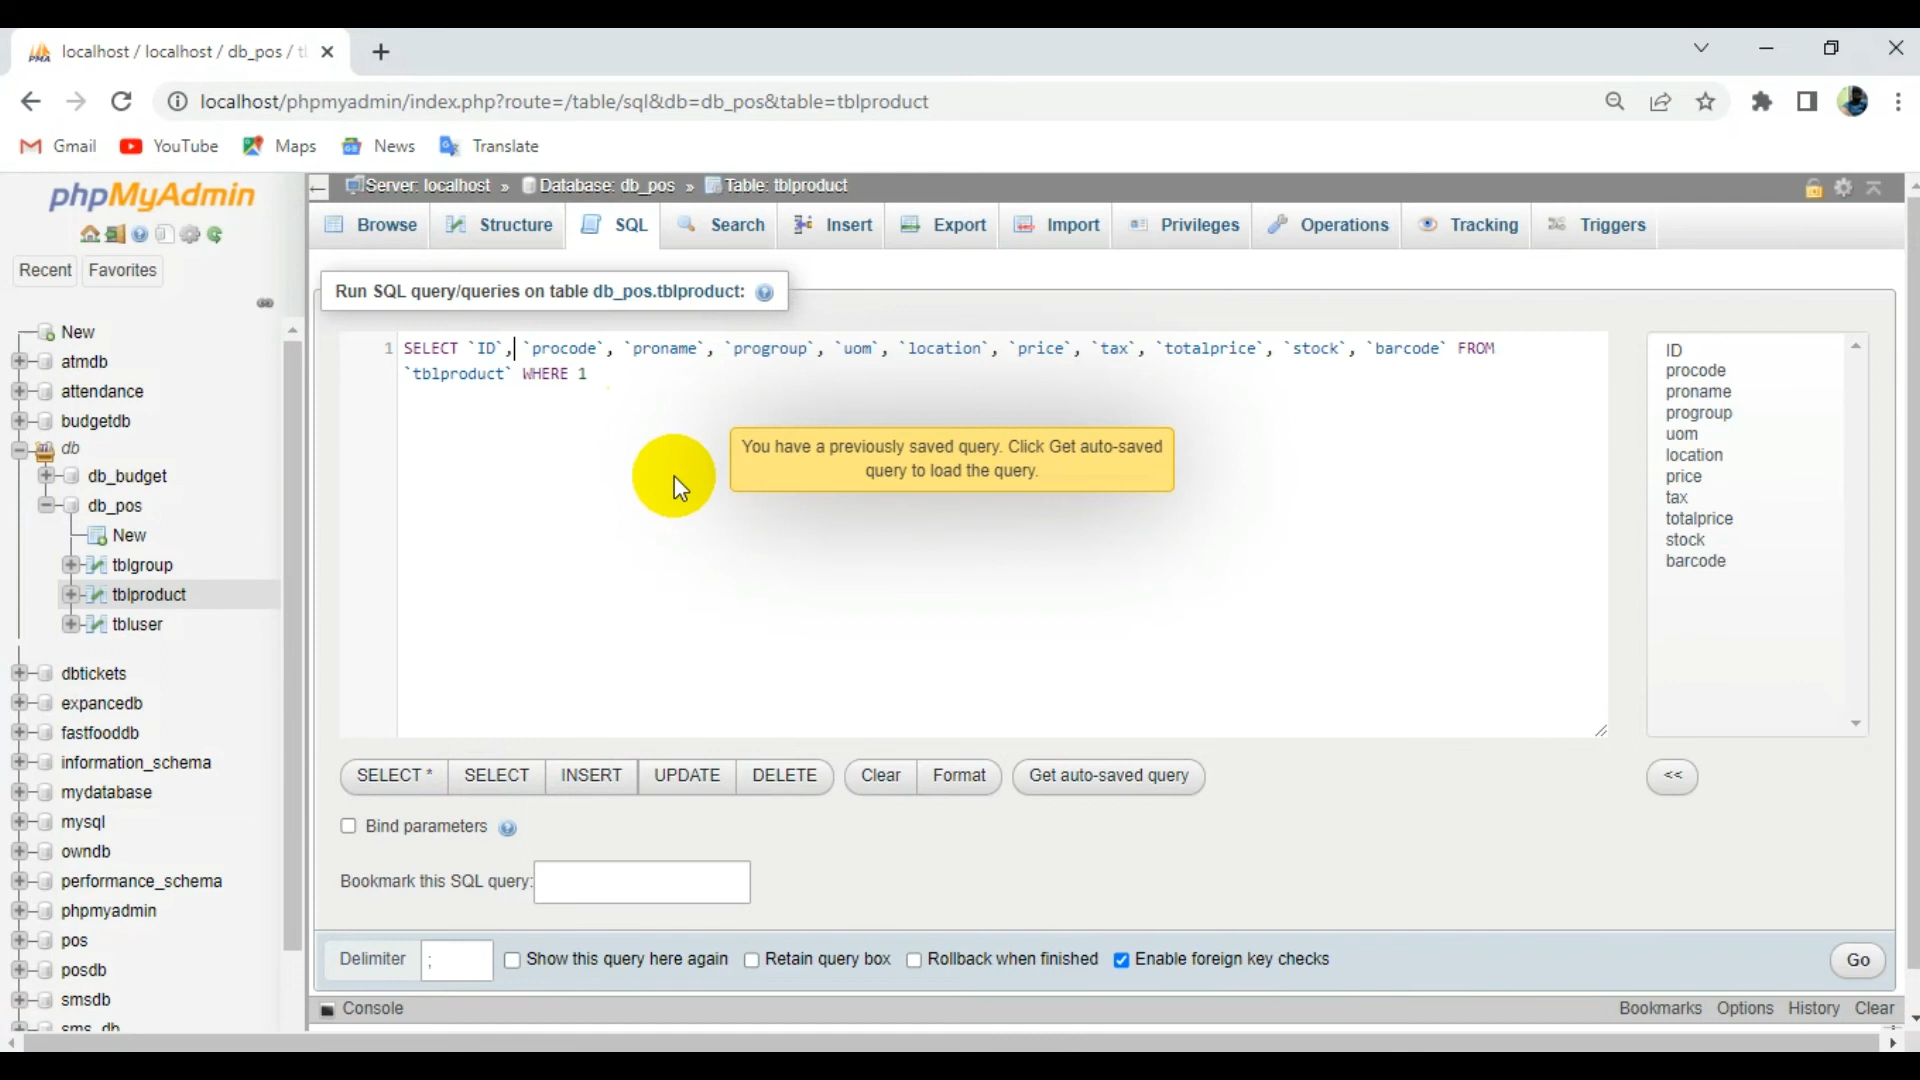 localhost / localhost / db_pos / tl
localhost/phpmyadmin/index.php?route=/table/sql&db=db_pos&table=tblproduct
Gmail YouTube Maps News Translate
phpMyAdmin
Recent Favorites
New
atmdb
attendance
budgetdb
db
db_budget
db_pos
New
tblgroup
tblproduct
tbluser
dbtickets
expancedb
fastfooddb
information_schema
mydatabase
mysql
owndb
performance_schema
phpmyadmin
pos
posdb
smsdb
sms_db
Server: localhost » Database: db_pos » Table: tblproduct
Browse Structure SQL Search Insert Export Import Privileges Operations Tracking Triggers
Run SQL query/queries on table db_pos.tblproduct:
1 SELECT `ID`, `procode`, `proname`, `progroup`, `uom`, `location`, `price`, `tax`, `totalprice`, `stock`, `barcode` FROM
`tblproduct` WHERE 1
You have a previously saved query. Click Get auto-saved
query to load the query.
ID
procode
proname
progroup
uom
location
price
tax
totalprice
stock
barcode
SELECT * SELECT INSERT UPDATE DELETE Clear Format Get auto-saved query <<
Bind parameters
Bookmark this SQL query:
Delimiter ; Show this query here again Retain query box Rollback when finished Enable foreign key checks Go
Console Bookmarks Options History Clear